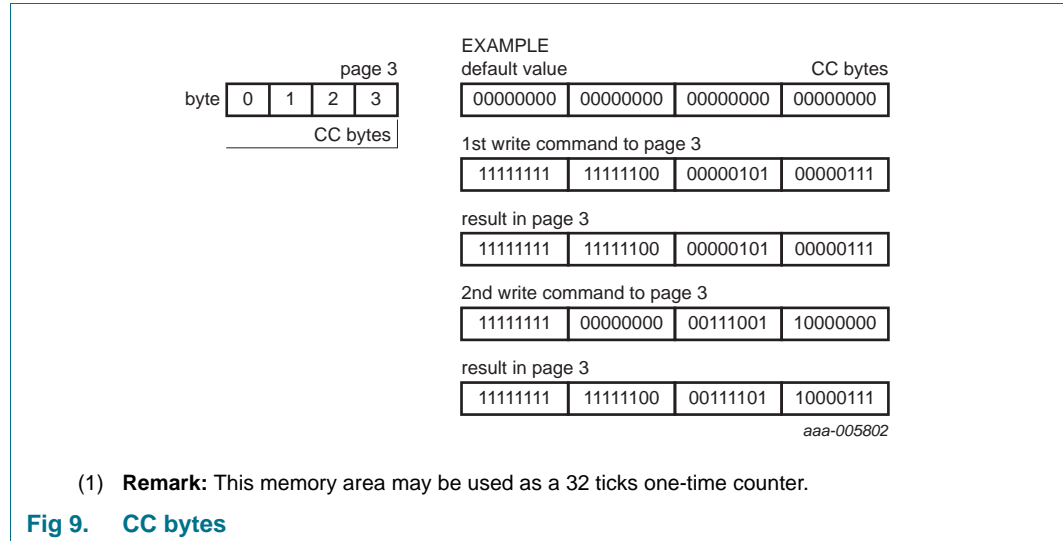 page 3
byte 0 1 2 3
CC bytes
EXAMPLE
default value CC bytes
00000000 00000000 00000000 00000000
1st write command to page 3
11111111 11111100 00000101 00000111
result in page 3
11111111 11111100 00000101 00000111
2nd write command to page 3
11111111 00000000 00111001 10000000
result in page 3
11111111 11111100 00111101 10000111
aaa-005802
(1) Remark: This memory area may be used as a 32 ticks one-time counter.
Fig 9. CC bytes